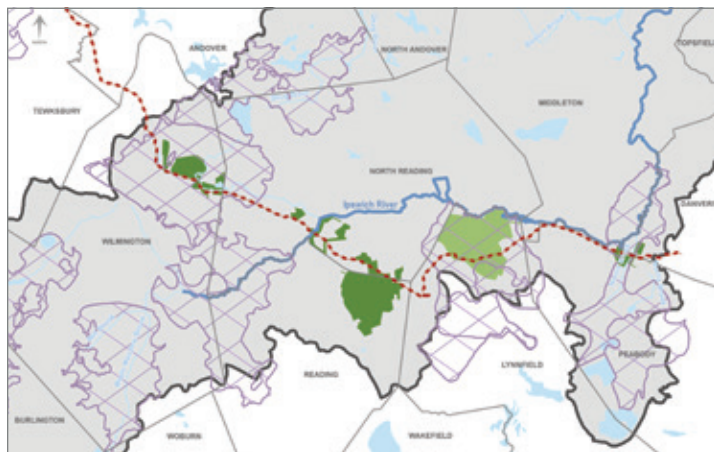 ANDOVER
NORTH ANDOVER
TOPSFIELD
TEWKSBURY
MIDDLETON
NORTH READING
DANVERS
Ipswich River
WILMINGTON
PEABODY
LYNNFIELD
READING
BURLINGTON
WOBURN
WAKEFIELD